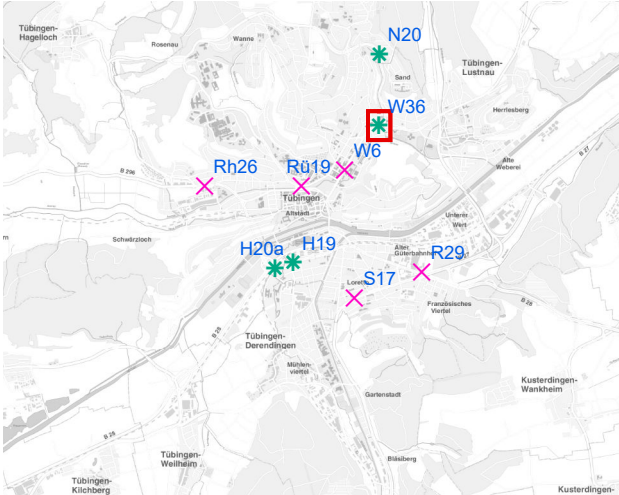 Tübingen-
Hagelloch
Rosenau
Wanne
N20
Sand
Tübingen-
Lustnau
W36
Herrlesberg
B 27
W6
Alte
Weberei
B 296
Rh26
Rü19
Tübingen
Altstadt
Unterm
Wert
Schwärzloch
H20a
H19
Alter
Güterbahnhof
R29
S17
Loretto
B 28
Französisches
Viertel
B 28
Tübingen-
Derendingen
Mühlen-
viertel
Kusterdingen-
Wankheim
Gartenstadt
B 28
Bläsiberg
Tübingen-
Weilheim
Tübingen-
Kilchberg
Kusterdingen-